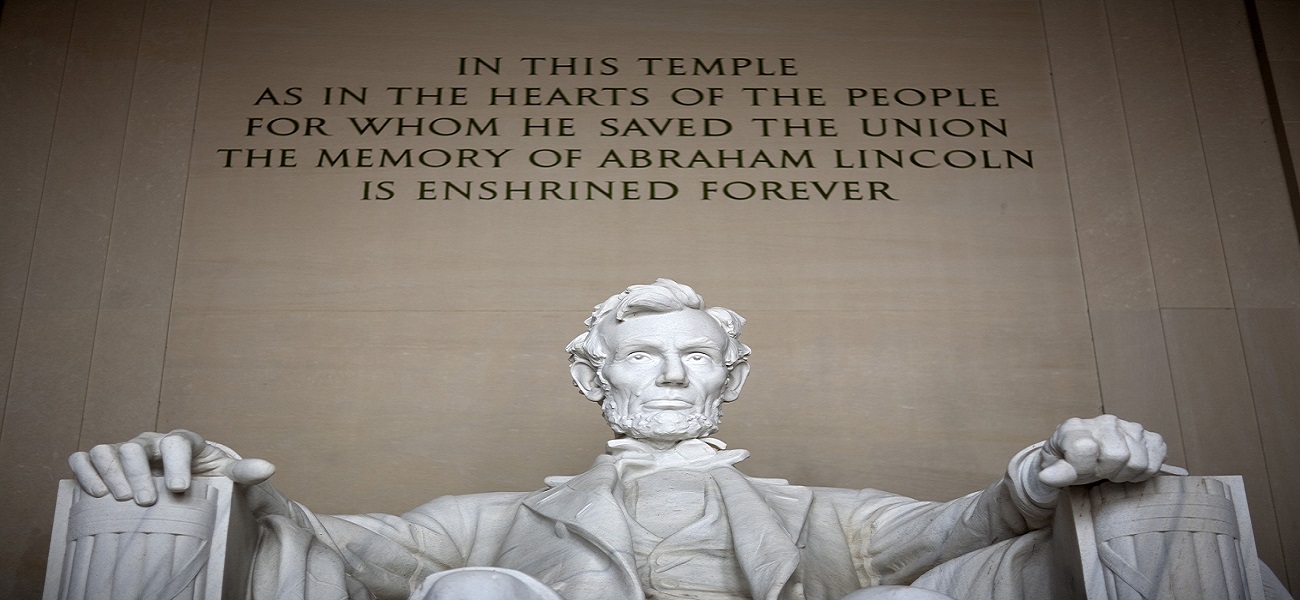 IN THIS TEMPLE
AS IN THE HEARTS OF THE PEOPLE
FOR WHOM HE SAVED THE UNION
THE MEMORY OF ABRAHAM LINCOLN
IS ENSHRINED FOREVER